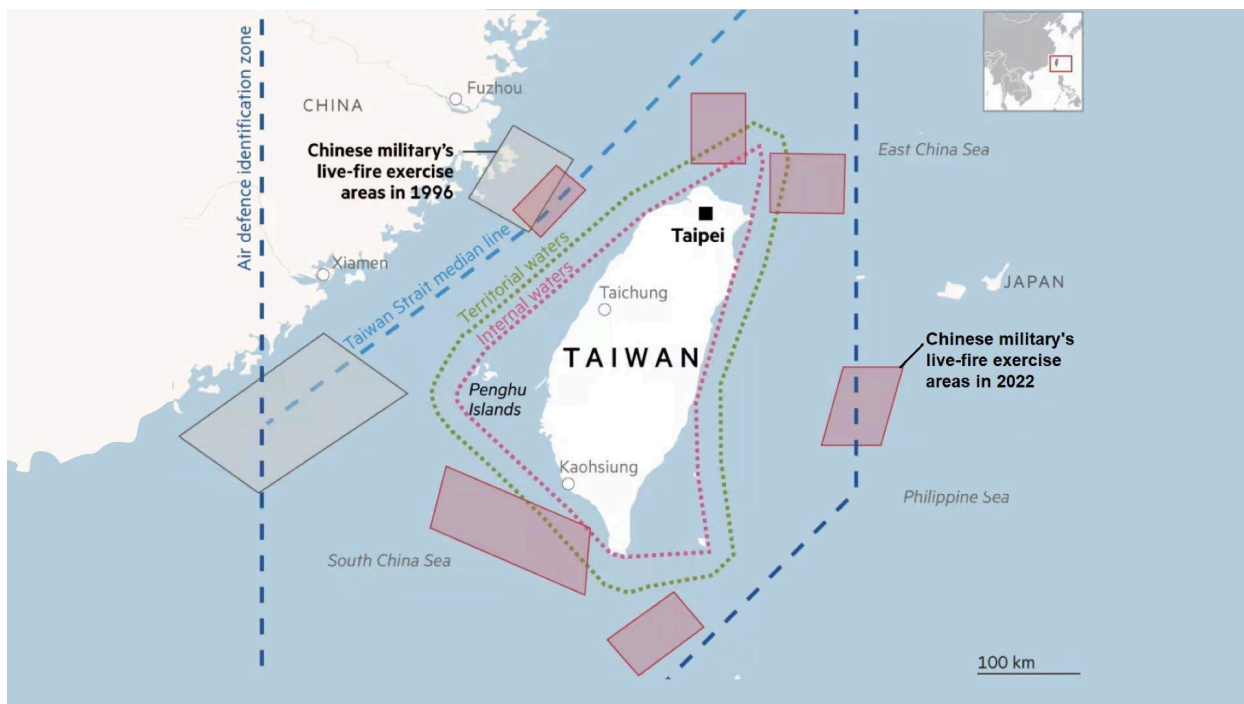 Air defence identification zone
CHINA
Fuzhou
Chinese military's
live-fire exercise
areas in 1996
East China Sea
Taipei
Xiamen
Taiwan Strait median line
Territorial waters
Internal waters
Taichung
JAPAN
TAIWAN
Chinese military's
live-fire exercise
areas in 2022
Penghu
Islands
Kaohsiung
Philippine Sea
South China Sea
100 km